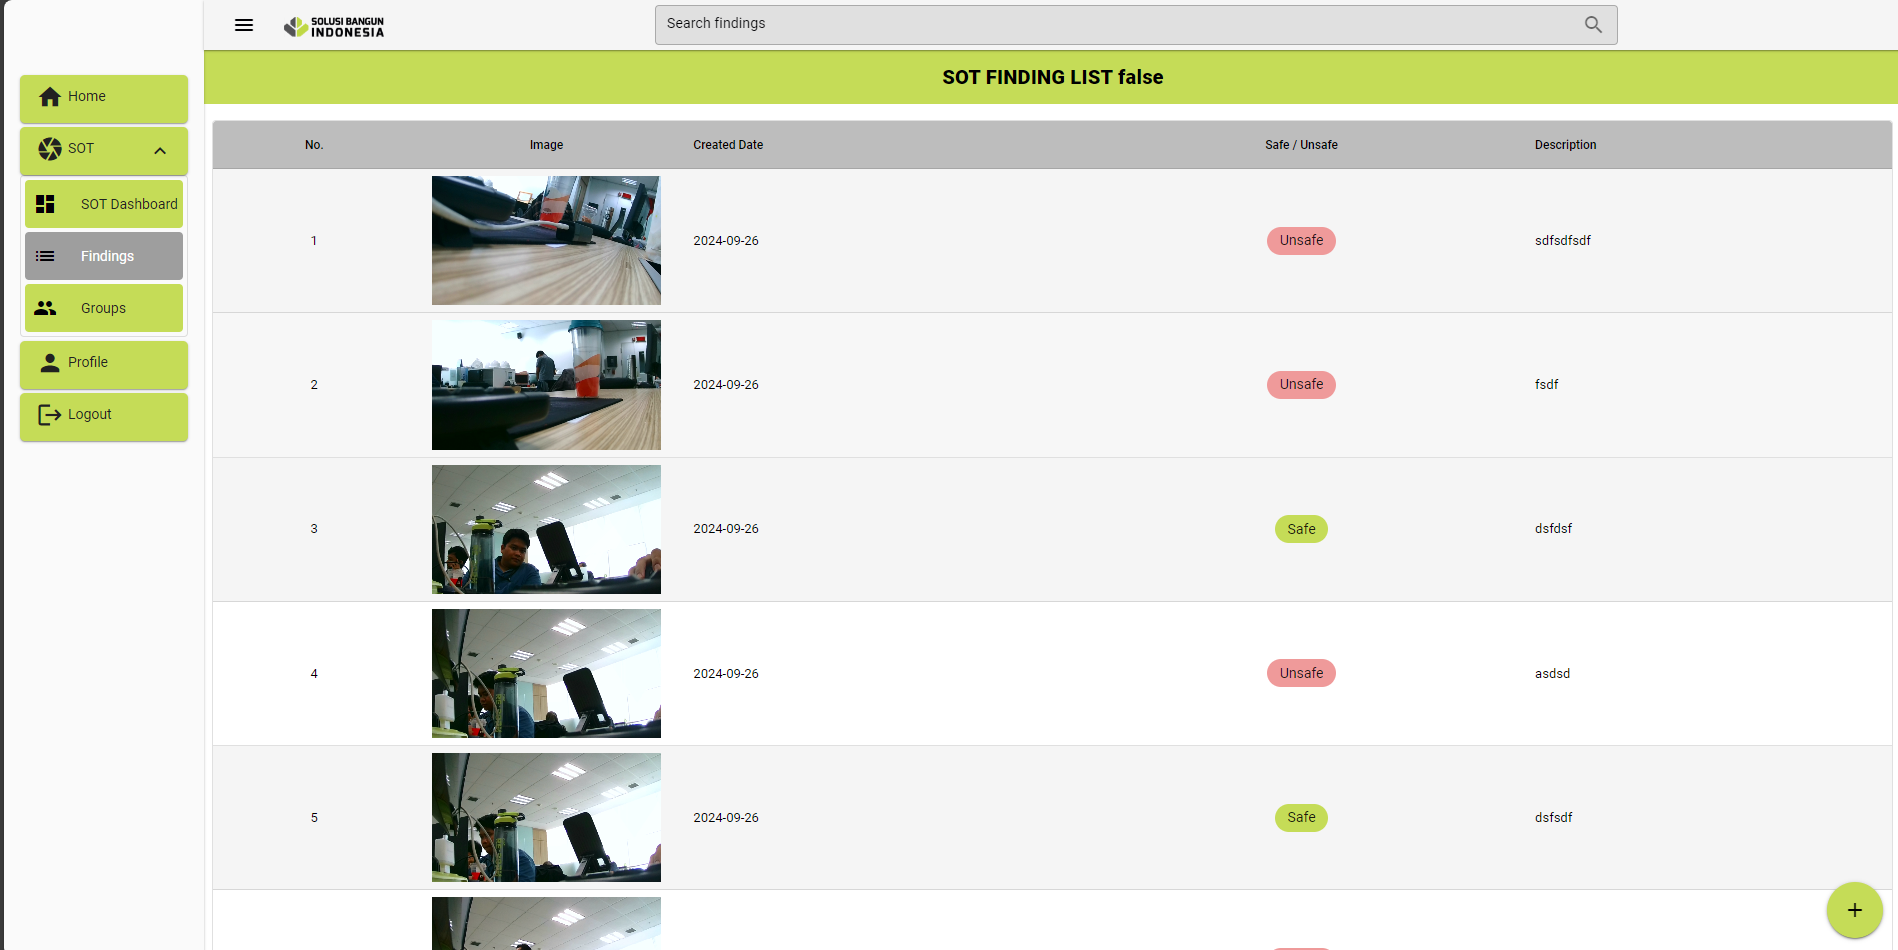 SOLUSI BANGUN
INDONESIA
Search findings
Home
SOT
SOT Dashboard
Findings
Groups
Profile
Logout
SOT FINDING LIST false
No. Image Created Date Safe / Unsafe Description
1 2024-09-26 Unsafe sdfsdfsdf
2 2024-09-26 Unsafe fsdf
3 2024-09-26 Safe dsfdsf
4 2024-09-26 Unsafe asdsd
5 2024-09-26 Safe dsfsdf